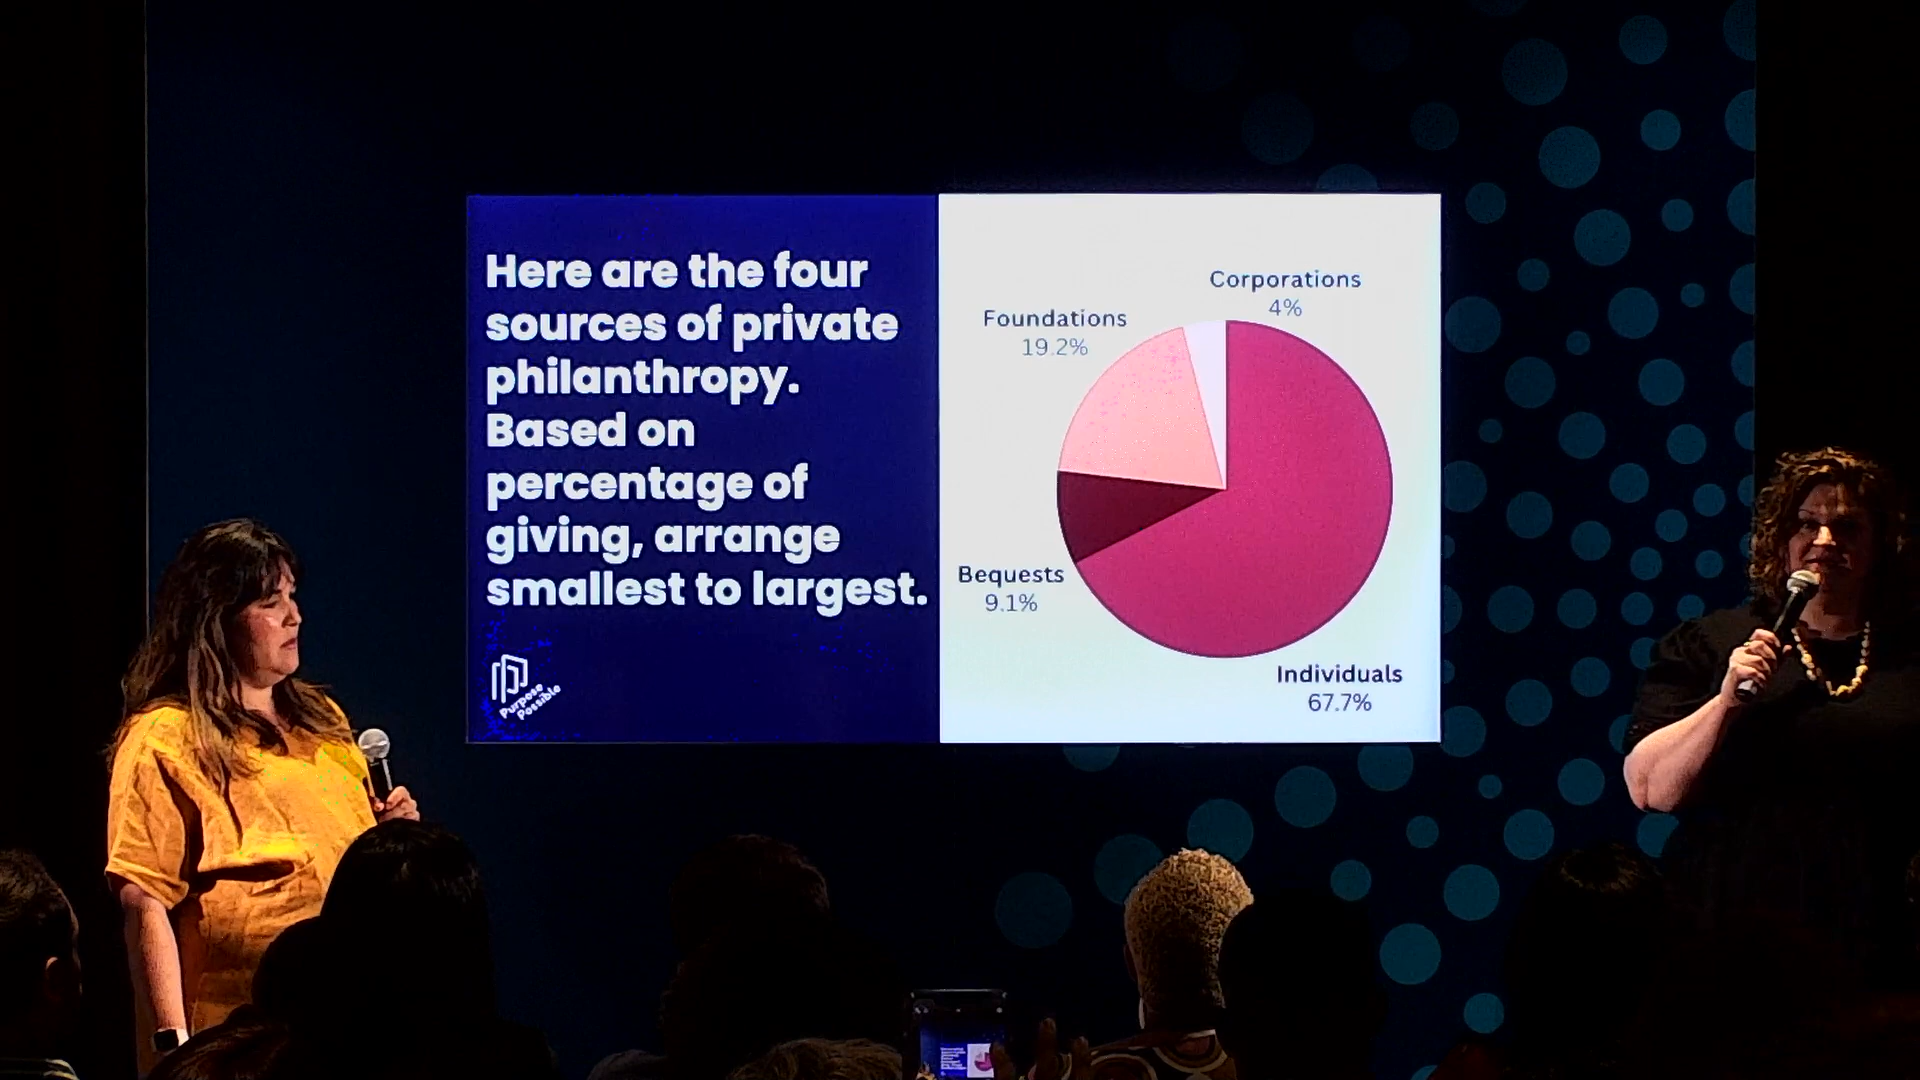 Here are the four
sources of private
philanthropy.
Based on
percentage of
giving, arrange
smallest to largest.
Purpose
Possible
Corporations
4%
Foundations
19.2%
Bequests
9.1%
Individuals
67.7%